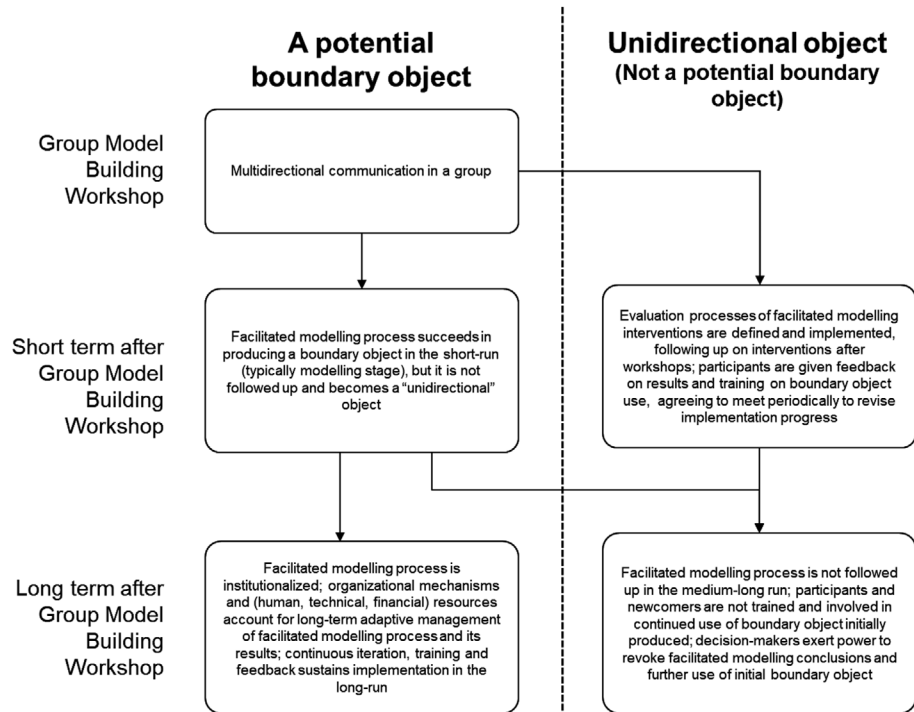 A potential
boundary object
Unidirectional object
(Not a potential boundary
object)
Group Model
Building
Workshop
Multidirectional communication in a group
Short term after
Group Model
Building
Workshop
Facilitated modelling process succeeds in
producing a boundary object in the short-run
(typically modelling stage), but it is not
followed up and becomes a “unidirectional”
object
Evaluation processes of facilitated modelling
interventions are defined and implemented,
following up on interventions after
workshops; participants are given feedback
on results and training on boundary object
use, agreeing to meet periodically to revise
implementation progress
Long term after
Group Model
Building
Workshop
Facilitated modelling process is
institutionalized; organizational mechanisms
and (human, technical, financial) resources
account for long-term adaptive management
of facilitated modelling process and its
results; continuous iteration, training and
feedback sustains implementation in the
long-run
Facilitated modelling process is not followed
up in the medium-long run; participants and
newcomers are not trained and involved in
continued use of boundary object initially
produced; decision-makers exert power to
revoke facilitated modelling conclusions and
further use of initial boundary object